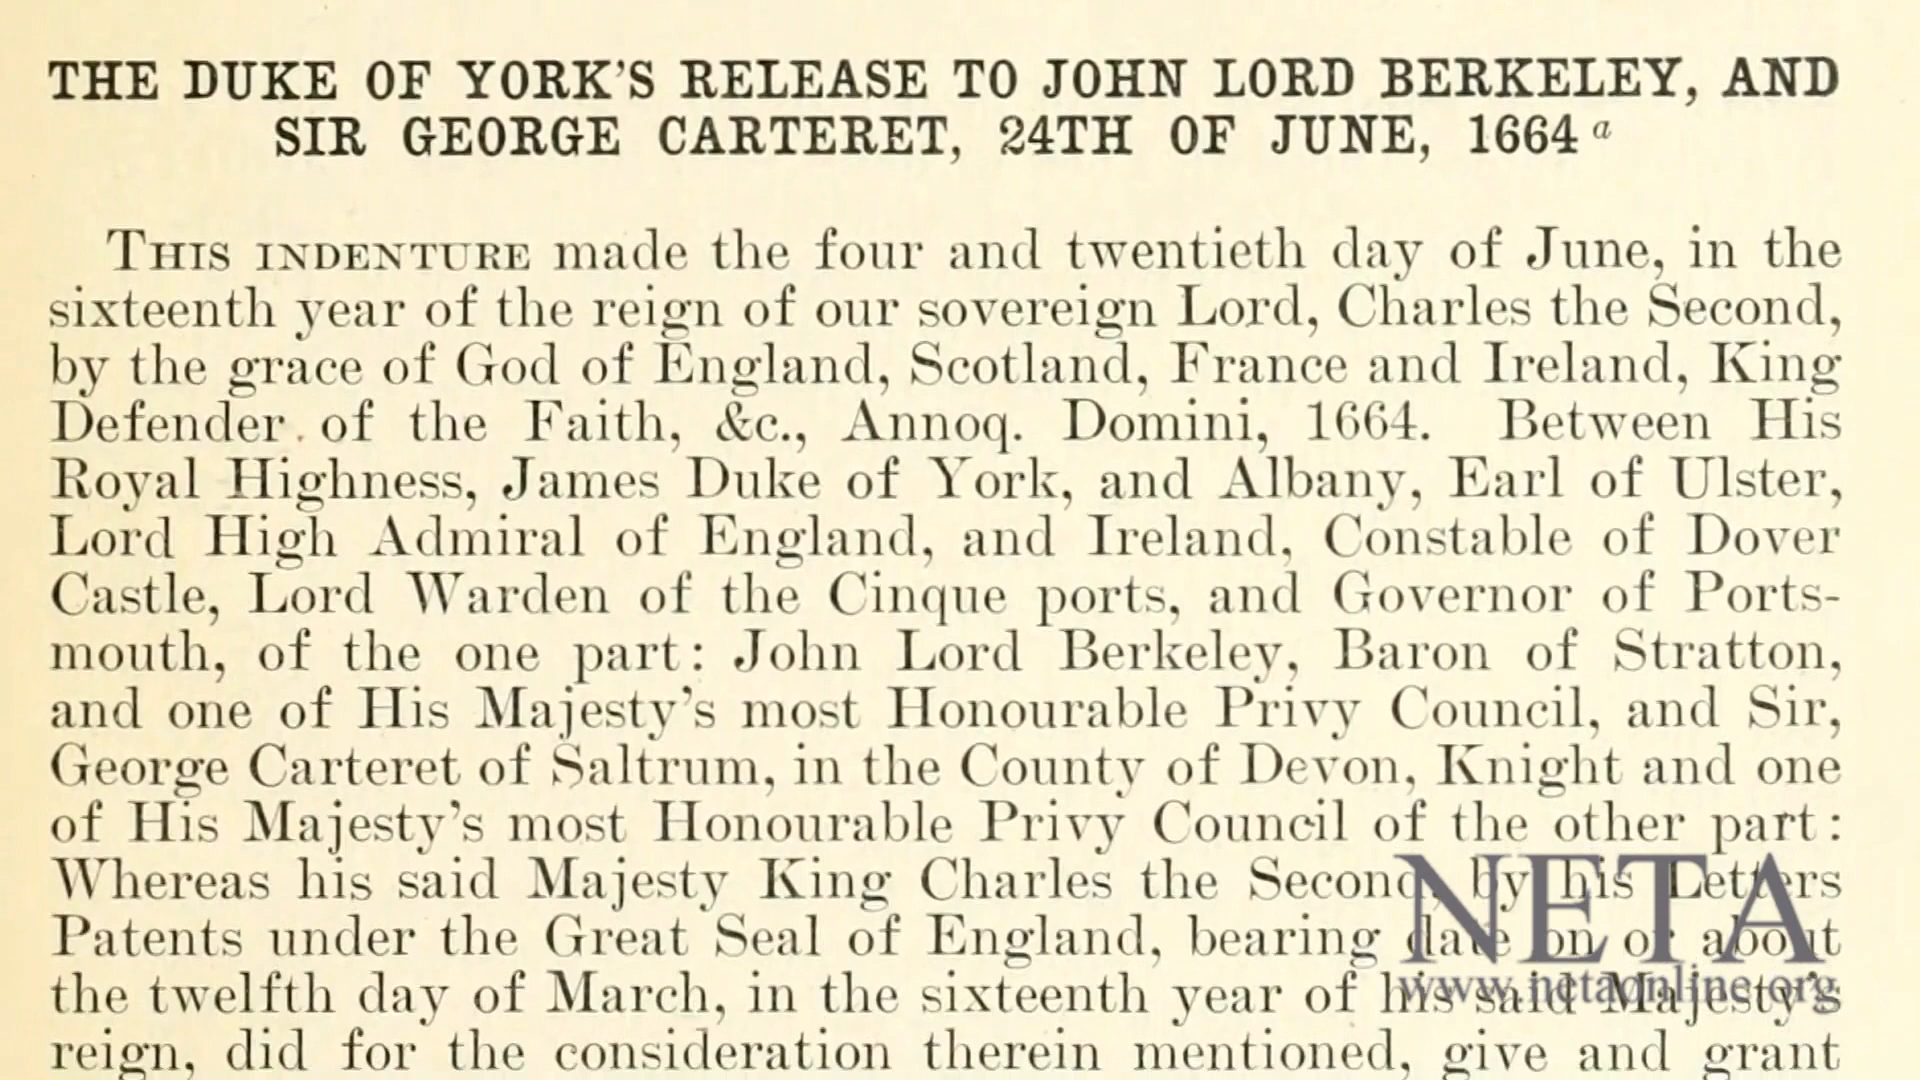 THE DUKE OF YORK'S RELEASE TO JOHN LORD BERKELEY, AND
SIR GEORGE CARTERET, 24TH OF JUNE, 1664 a
THIS INDENTURE made the four and twentieth day of June, in the
sixteenth year of the reign of our sovereign Lord, Charles the Second,
by the grace of God of England, Scotland, France and Ireland, King
Defender of the Faith, &c., Annoq. Domini, 1664. Between His
Royal Highness, James Duke of York, and Albany, Earl of Ulster,
Lord High Admiral of England, and Ireland, Constable of Dover
Castle, Lord Warden of the Cinque ports, and Governor of Ports-
mouth, of the one part: John Lord Berkeley, Baron of Stratton,
and one of His Majesty's most Honourable Privy Council, and Sir,
George Carteret of Saltrum, in the County of Devon, Knight and one
of His Majesty's most Honourable Privy Council of the other part:
Whereas his said Majesty King Charles the Second, by his Letters
Patents under the Great Seal of England, bearing date on or about
the twelfth day of March, in the sixteenth year of his said Majesty's
reign, did for the consideration therein mentioned, give and grant
NETA
www.netaonline.org